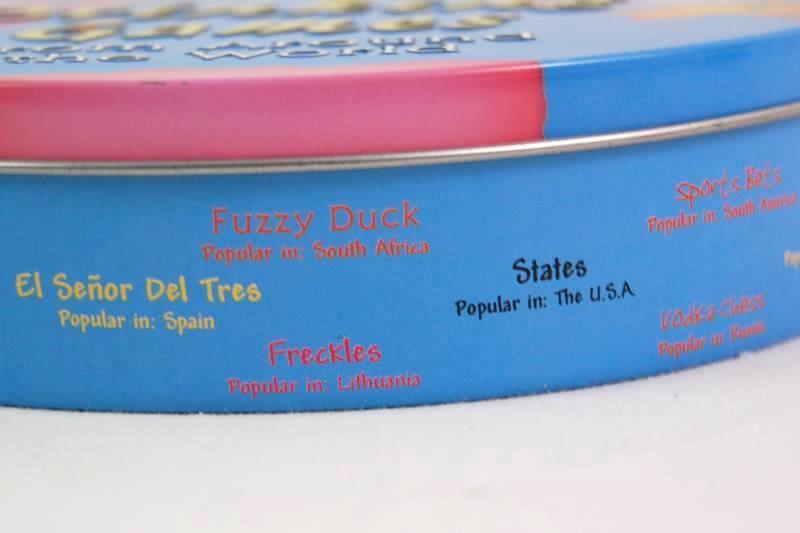 Games
From Around
the World
Fuzzy Duck
Popular in: South Africa
Sports Bets
Popular in: South America
El Señor Del Tres
Popular in: Spain
States
Popular in: The U.S.A
Vodka Chess
Popular in: Russia
Freckles
Popular in: Lithuania